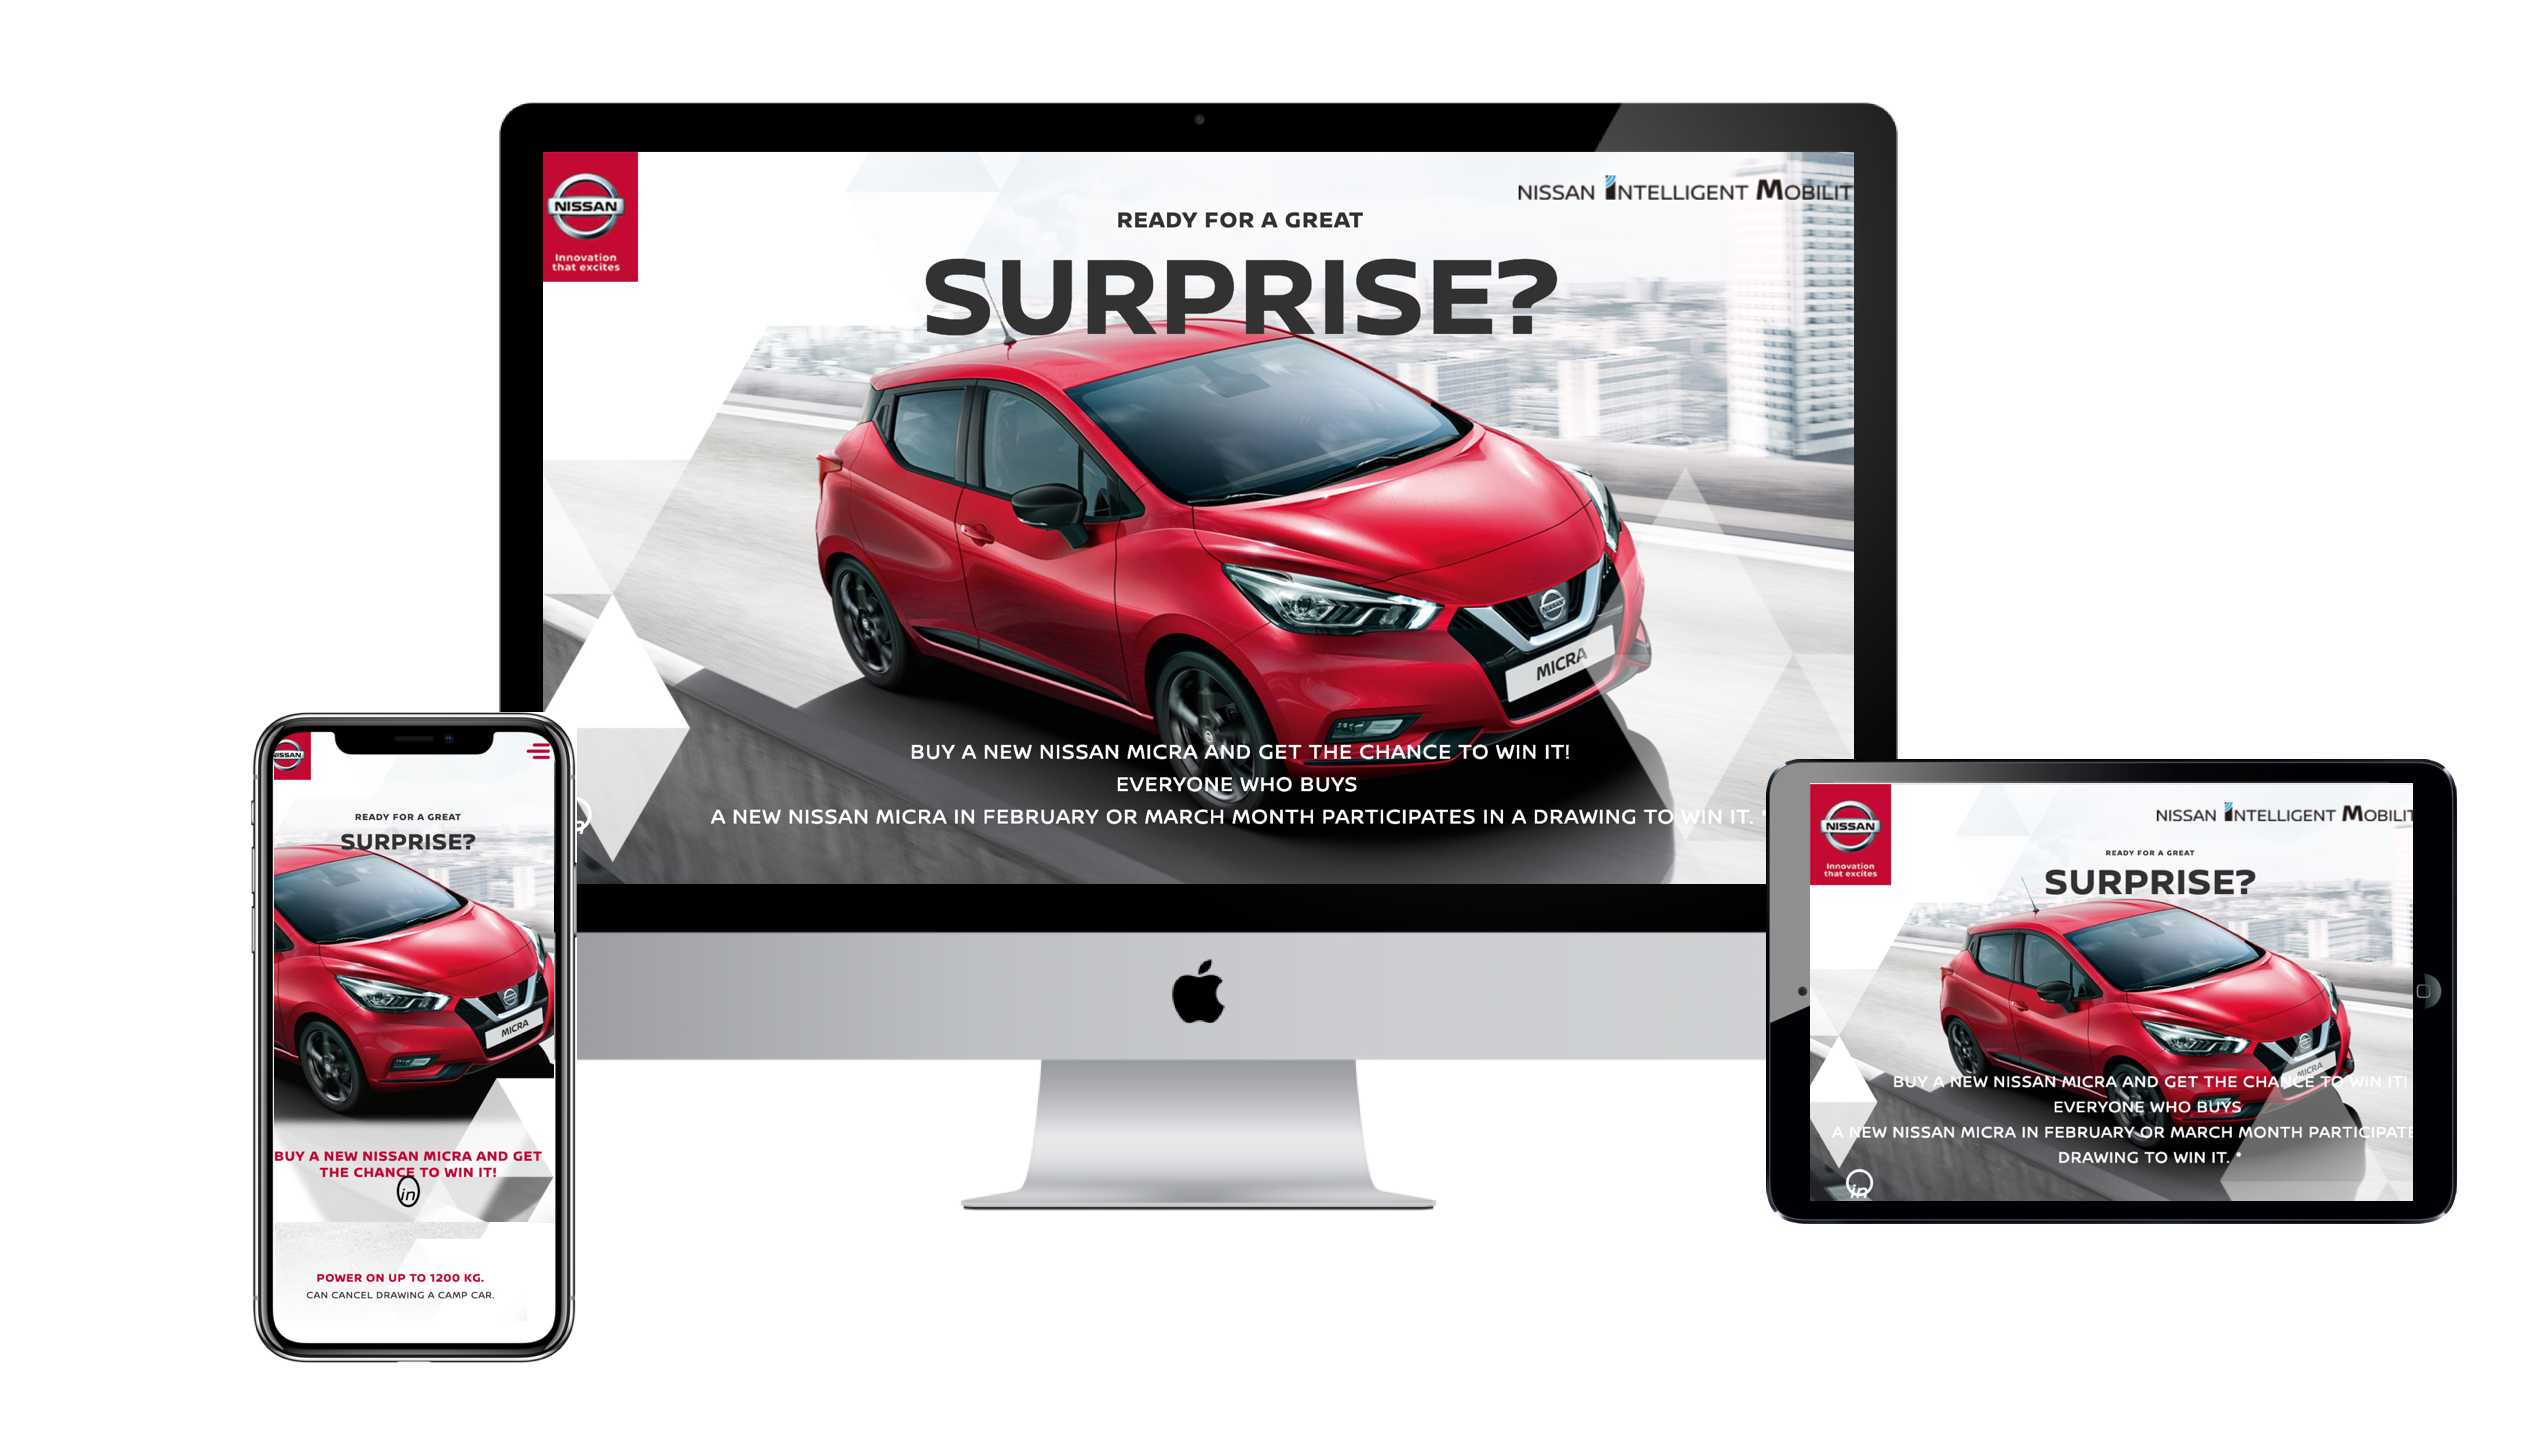 NISSAN
Innovation
that excites
NISSAN INTELLIGENT MOBILIT
READY FOR A GREAT
SURPRISE?
MICRA
BUY A NEW NISSAN MICRA AND GET THE CHANCE TO WIN IT!
EVERYONE WHO BUYS
A NEW NISSAN MICRA IN FEBRUARY OR MARCH MONTH PARTICIPATES IN A DRAWING TO WIN IT. *
NISSAN
READY FOR A GREAT
SURPRISE?
MICRA
BUY A NEW NISSAN MICRA AND GET
THE CHANCE TO WIN IT!
in
POWER ON UP TO 1200 KG.
CAN CANCEL DRAWING A CAMP CAR.
NISSAN
Innovation
that excites
NISSAN INTELLIGENT MOBILIT
READY FOR A GREAT
SURPRISE?
MICRA
BUY A NEW NISSAN MICRA AND GET THE CHANCE TO WIN IT!
EVERYONE WHO BUYS
A NEW NISSAN MICRA IN FEBRUARY OR MARCH MONTH PARTICIPATE
DRAWING TO WIN IT. *
in